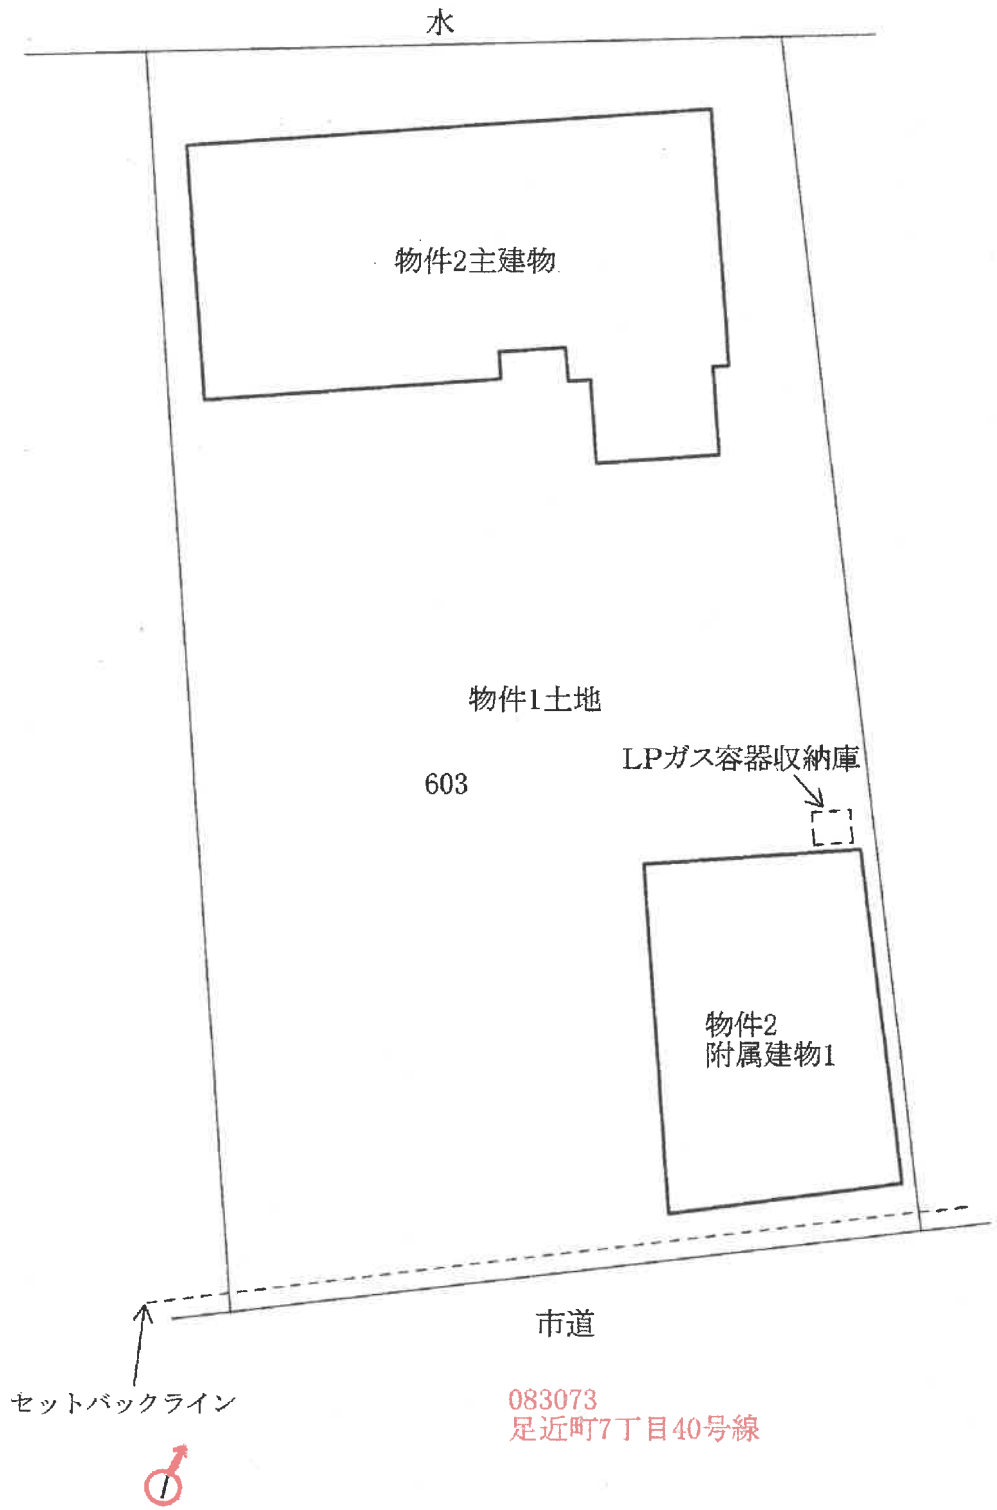 水
物件2主建物
物件1土地
LPガス容器収納庫
603
物件2
附属建物1
市道
セットバックライン
083073
足近町7丁目40号線